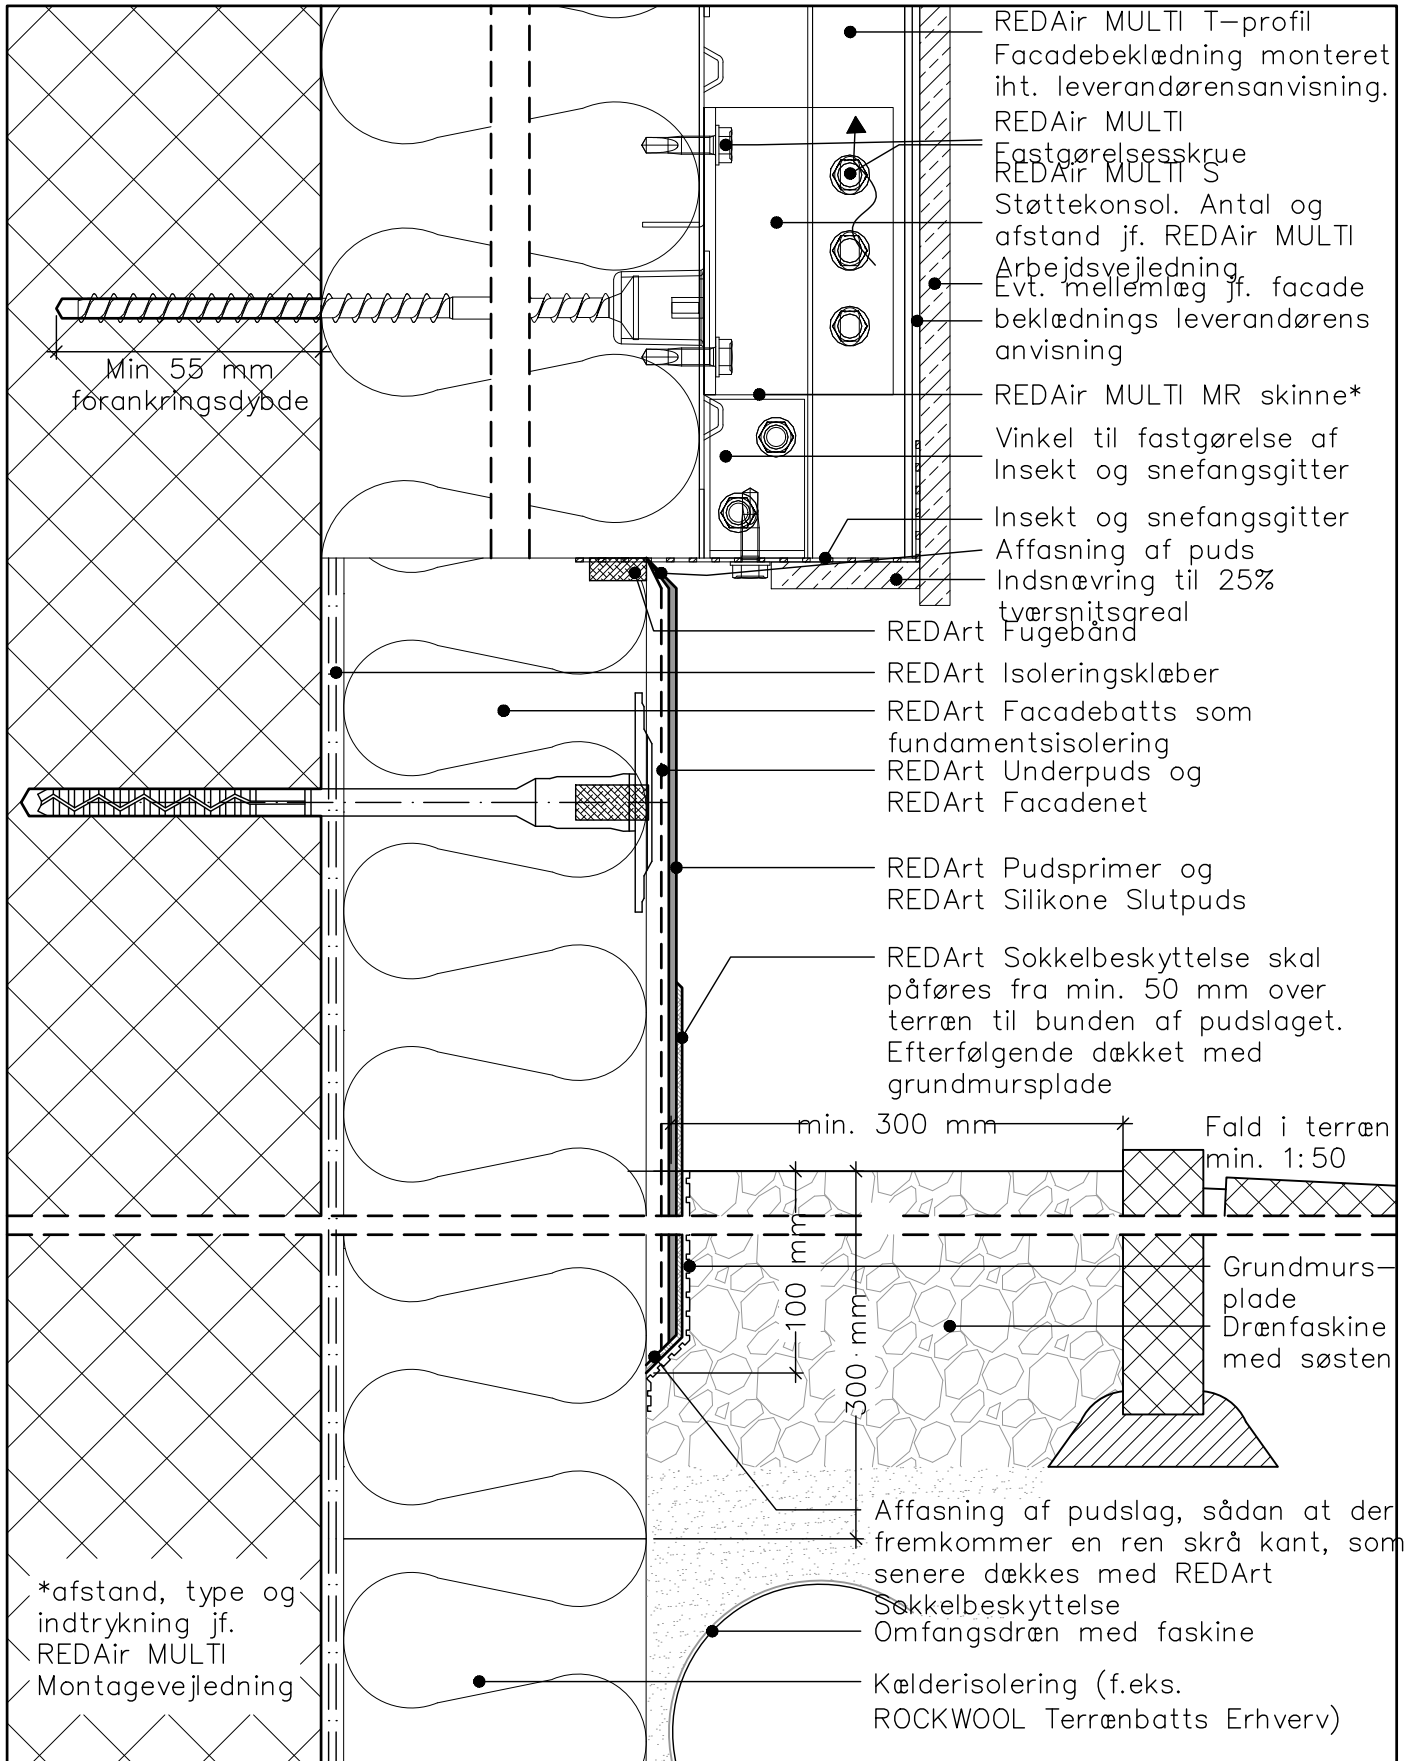 REDAir MULTI T-profil
Facadebeklædning monteret
iht. leverandørensanvisning.
REDAir MULTI
Fastgørelsesskrue
REDAir MULTI S
Støttekonsol. Antal og
afstand jf. REDAir MULTI
Arbejdsvejledning
Evt. mellemlæg jf. facade
beklædnings leverandørens
anvisning
Min 55 mm
forankringsdybde
REDAir MULTI MR skinne*
Vinkel til fastgørelse af
Insekt og snefangsgitter
Insekt og snefangsgitter
Affasning af puds
Indsnævring til 25%
tværsnitsareal
REDArt Fugebånd
REDArt Isoleringsklæber
REDArt Facadebatts som
fundamentsisolering
REDArt Underpuds og
REDArt Facadenet
REDArt Pudsprimer og
REDArt Silikone Slutpuds
REDArt Sokkelbeskyttelse skal
påføres fra min. 50 mm over
terræn til bunden af pudslaget.
Efterfølgende dækket med
grundmursplade
min. 300 mm
Fald i terræn
min. 1:50
100 mm
300 mm
Grundmurs-
plade
Drænfaskine
med søsten
Affasning af pudslag, sådan at der
fremkommer en ren skrå kant, som
senere dækkes med REDArt
Sokkelbeskyttelse
Omfangsdræn med faskine
Kælderisolering (f.eks.
ROCKWOOL Terrænbatts Erhverv)
*afstand, type og
indtrykning jf.
REDAir MULTI
Montagevejledning